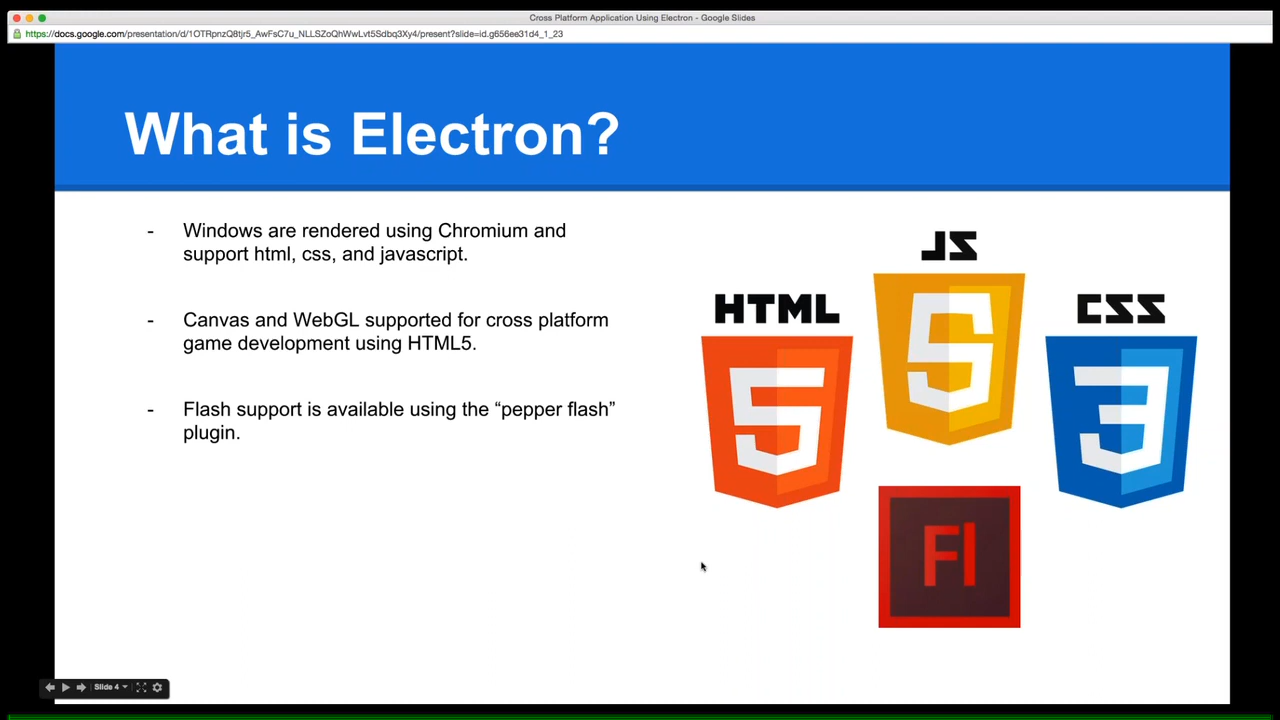 Cross Platform Application Using Electron - Google Slides
https://docs.google.com/presentation/d/1OTRpnzQ8tjr5_AwFsC7u_NLLSZoQhWwLvt5Sdbq3Xy4/present?slide=id.g656ee31d4_1_23
What is Electron?
- Windows are rendered using Chromium and
support html, css, and javascript.
- Canvas and WebGL supported for cross platform
game development using HTML5.
- Flash support is available using the “pepper flash”
plugin.
JS
5
HTML
5
CSS
3
Fl
Slide 4